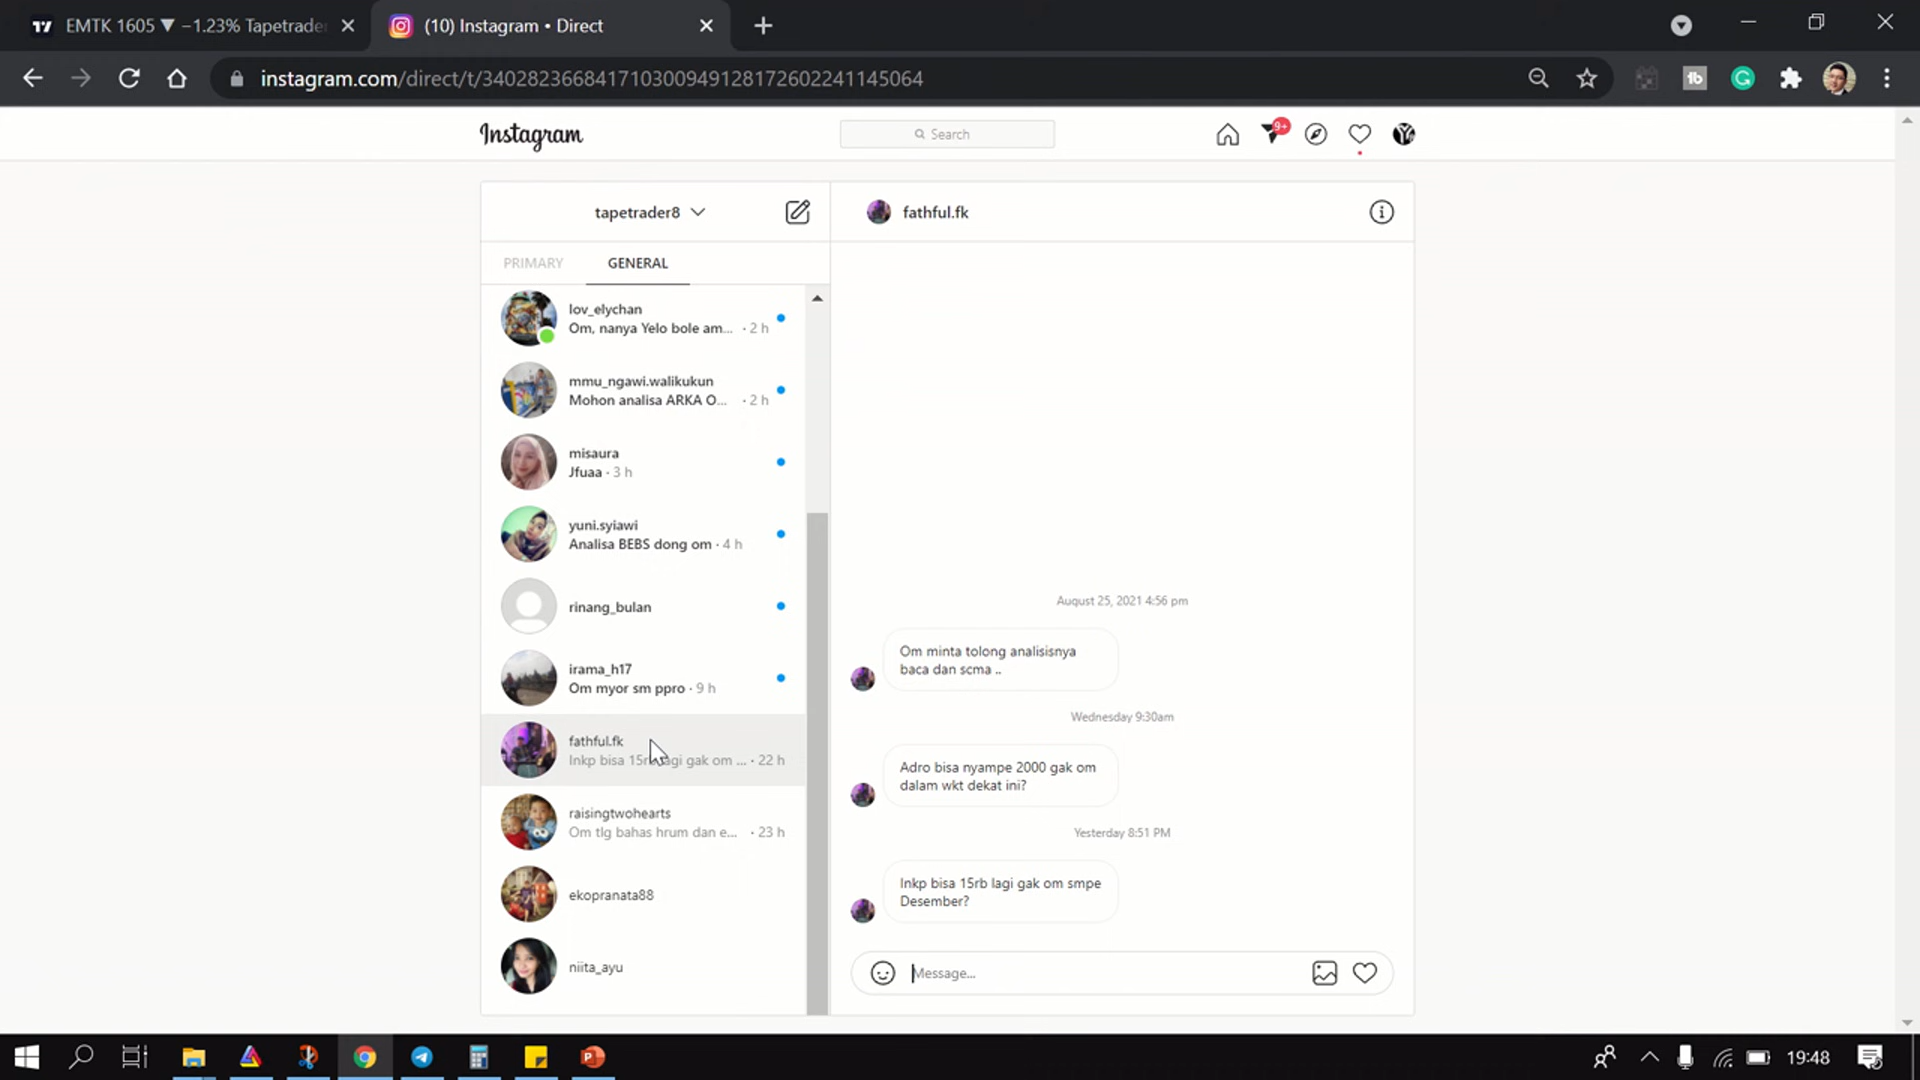 EMTK 1605 ▼ −1.23% Tapetrader
(10) Instagram • Direct
instagram.com/direct/t/340282366841710300949128172602241145064
Instagram
Search
9+
tapetrader8
fathful.fk
PRIMARY
GENERAL
lov_elychan
Om, nanya Yelo bole am... · 2 h
mmu_ngawi.walikukun
Mohon analisa ARKA O... · 2 h
misaura
Jfuaa · 3 h
yuni.syiawi
Analisa BEBS dong om · 4 h
rinang_bulan
irama_h17
Om myor sm ppro · 9 h
fathful.fk
Inkp bisa 15rb lagi gak om ... · 22 h
raisingtwohearts
Om tlg bahas hrum dan e... · 23 h
ekopranata88
niita_ayu
August 25, 2021 4:56 pm
Om minta tolong analisisnya
baca dan scma ..
Wednesday 9:30am
Adro bisa nyampe 2000 gak om
dalam wkt dekat ini?
Yesterday 8:51 PM
Inkp bisa 15rb lagi gak om smpe
Desember?
Message...
19:48